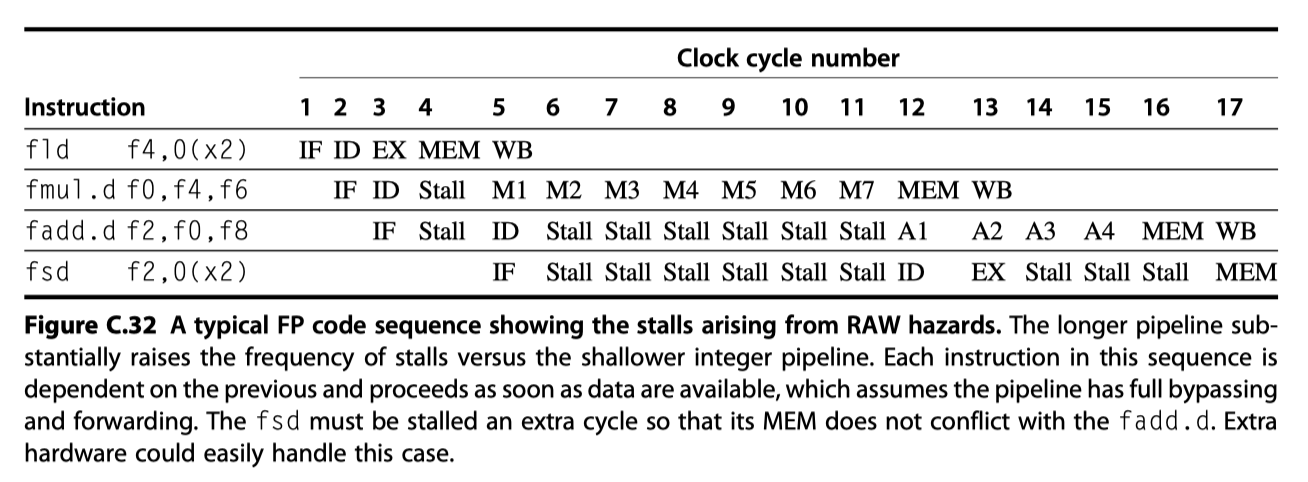 Clock cycle number
Instruction 1 2 3 4 5 6 7 8 9 10 11 12 13 14 15 16 17
fld f4,0(x2) IF ID EX MEM WB
fmul.d f0,f4,f6 IF ID Stall M1 M2 M3 M4 M5 M6 M7 MEM WB
fadd.d f2,f0,f8 IF Stall ID Stall Stall Stall Stall Stall Stall A1 A2 A3 A4 MEM WB
fsd f2,0(x2) IF Stall Stall Stall Stall Stall Stall ID EX Stall Stall Stall MEM
Figure C.32 A typical FP code sequence showing the stalls arising from RAW hazards. The longer pipeline sub-
stantially raises the frequency of stalls versus the shallower integer pipeline. Each instruction in this sequence is
dependent on the previous and proceeds as soon as data are available, which assumes the pipeline has full bypassing
and forwarding. The fsd must be stalled an extra cycle so that its MEM does not conflict with the fadd.d. Extra
hardware could easily handle this case.